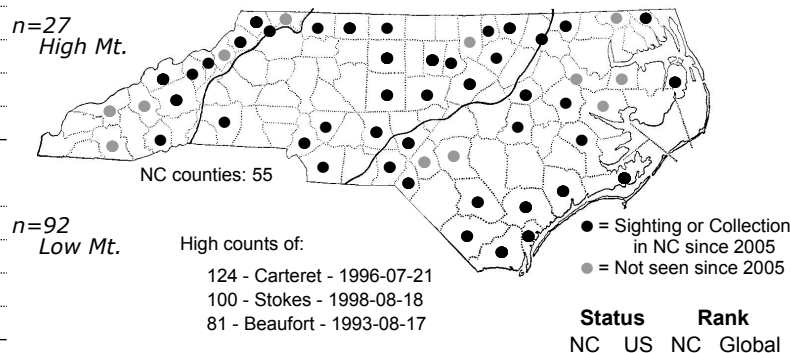 n=27
High Mt.
NC counties: 55
n=92
Low Mt.
High counts of:
124 - Carteret - 1996-07-21
100 - Stokes - 1998-08-18
81 - Beaufort - 1993-08-17
= Sighting or Collection
in NC since 2005
= Not seen since 2005
Status Rank
NC US NC Global